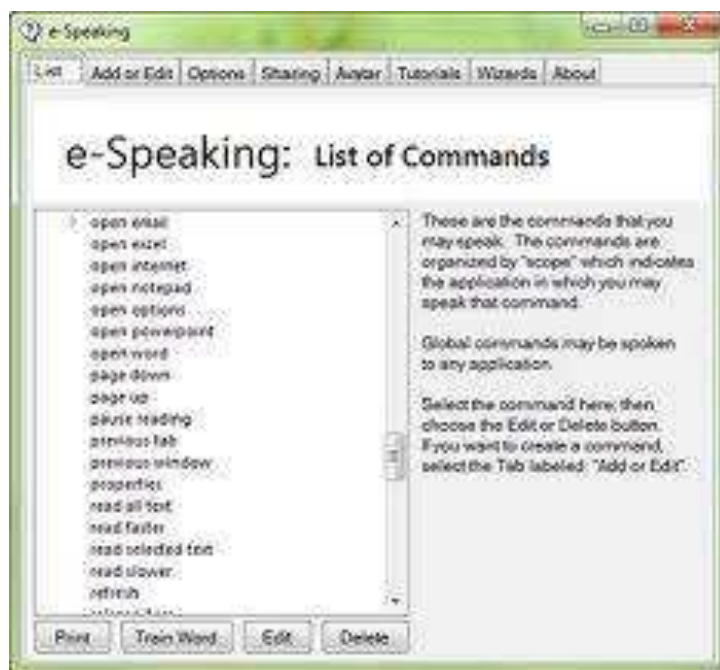 e-Speaking
List Add or Edit Options Sharing Avatar Tutorials Wizards About
e-Speaking: List of Commands
open email
open excel
open internet
open notepad
open options
open powerpoint
open word
page down
page up
pause reading
previous tab
previous window
properties
read all text
read faster
read selected text
read slower
refresh
These are the commands that you
may speak. The commands are
organized by "scope" which indicates
the application in which you may
speak that command.
Global commands may be spoken
to any application.
Select the command here; then
choose the Edit or Delete button.
If you want to create a command,
select the Tab labeled: "Add or Edit".
Print Train Word Edit Delete